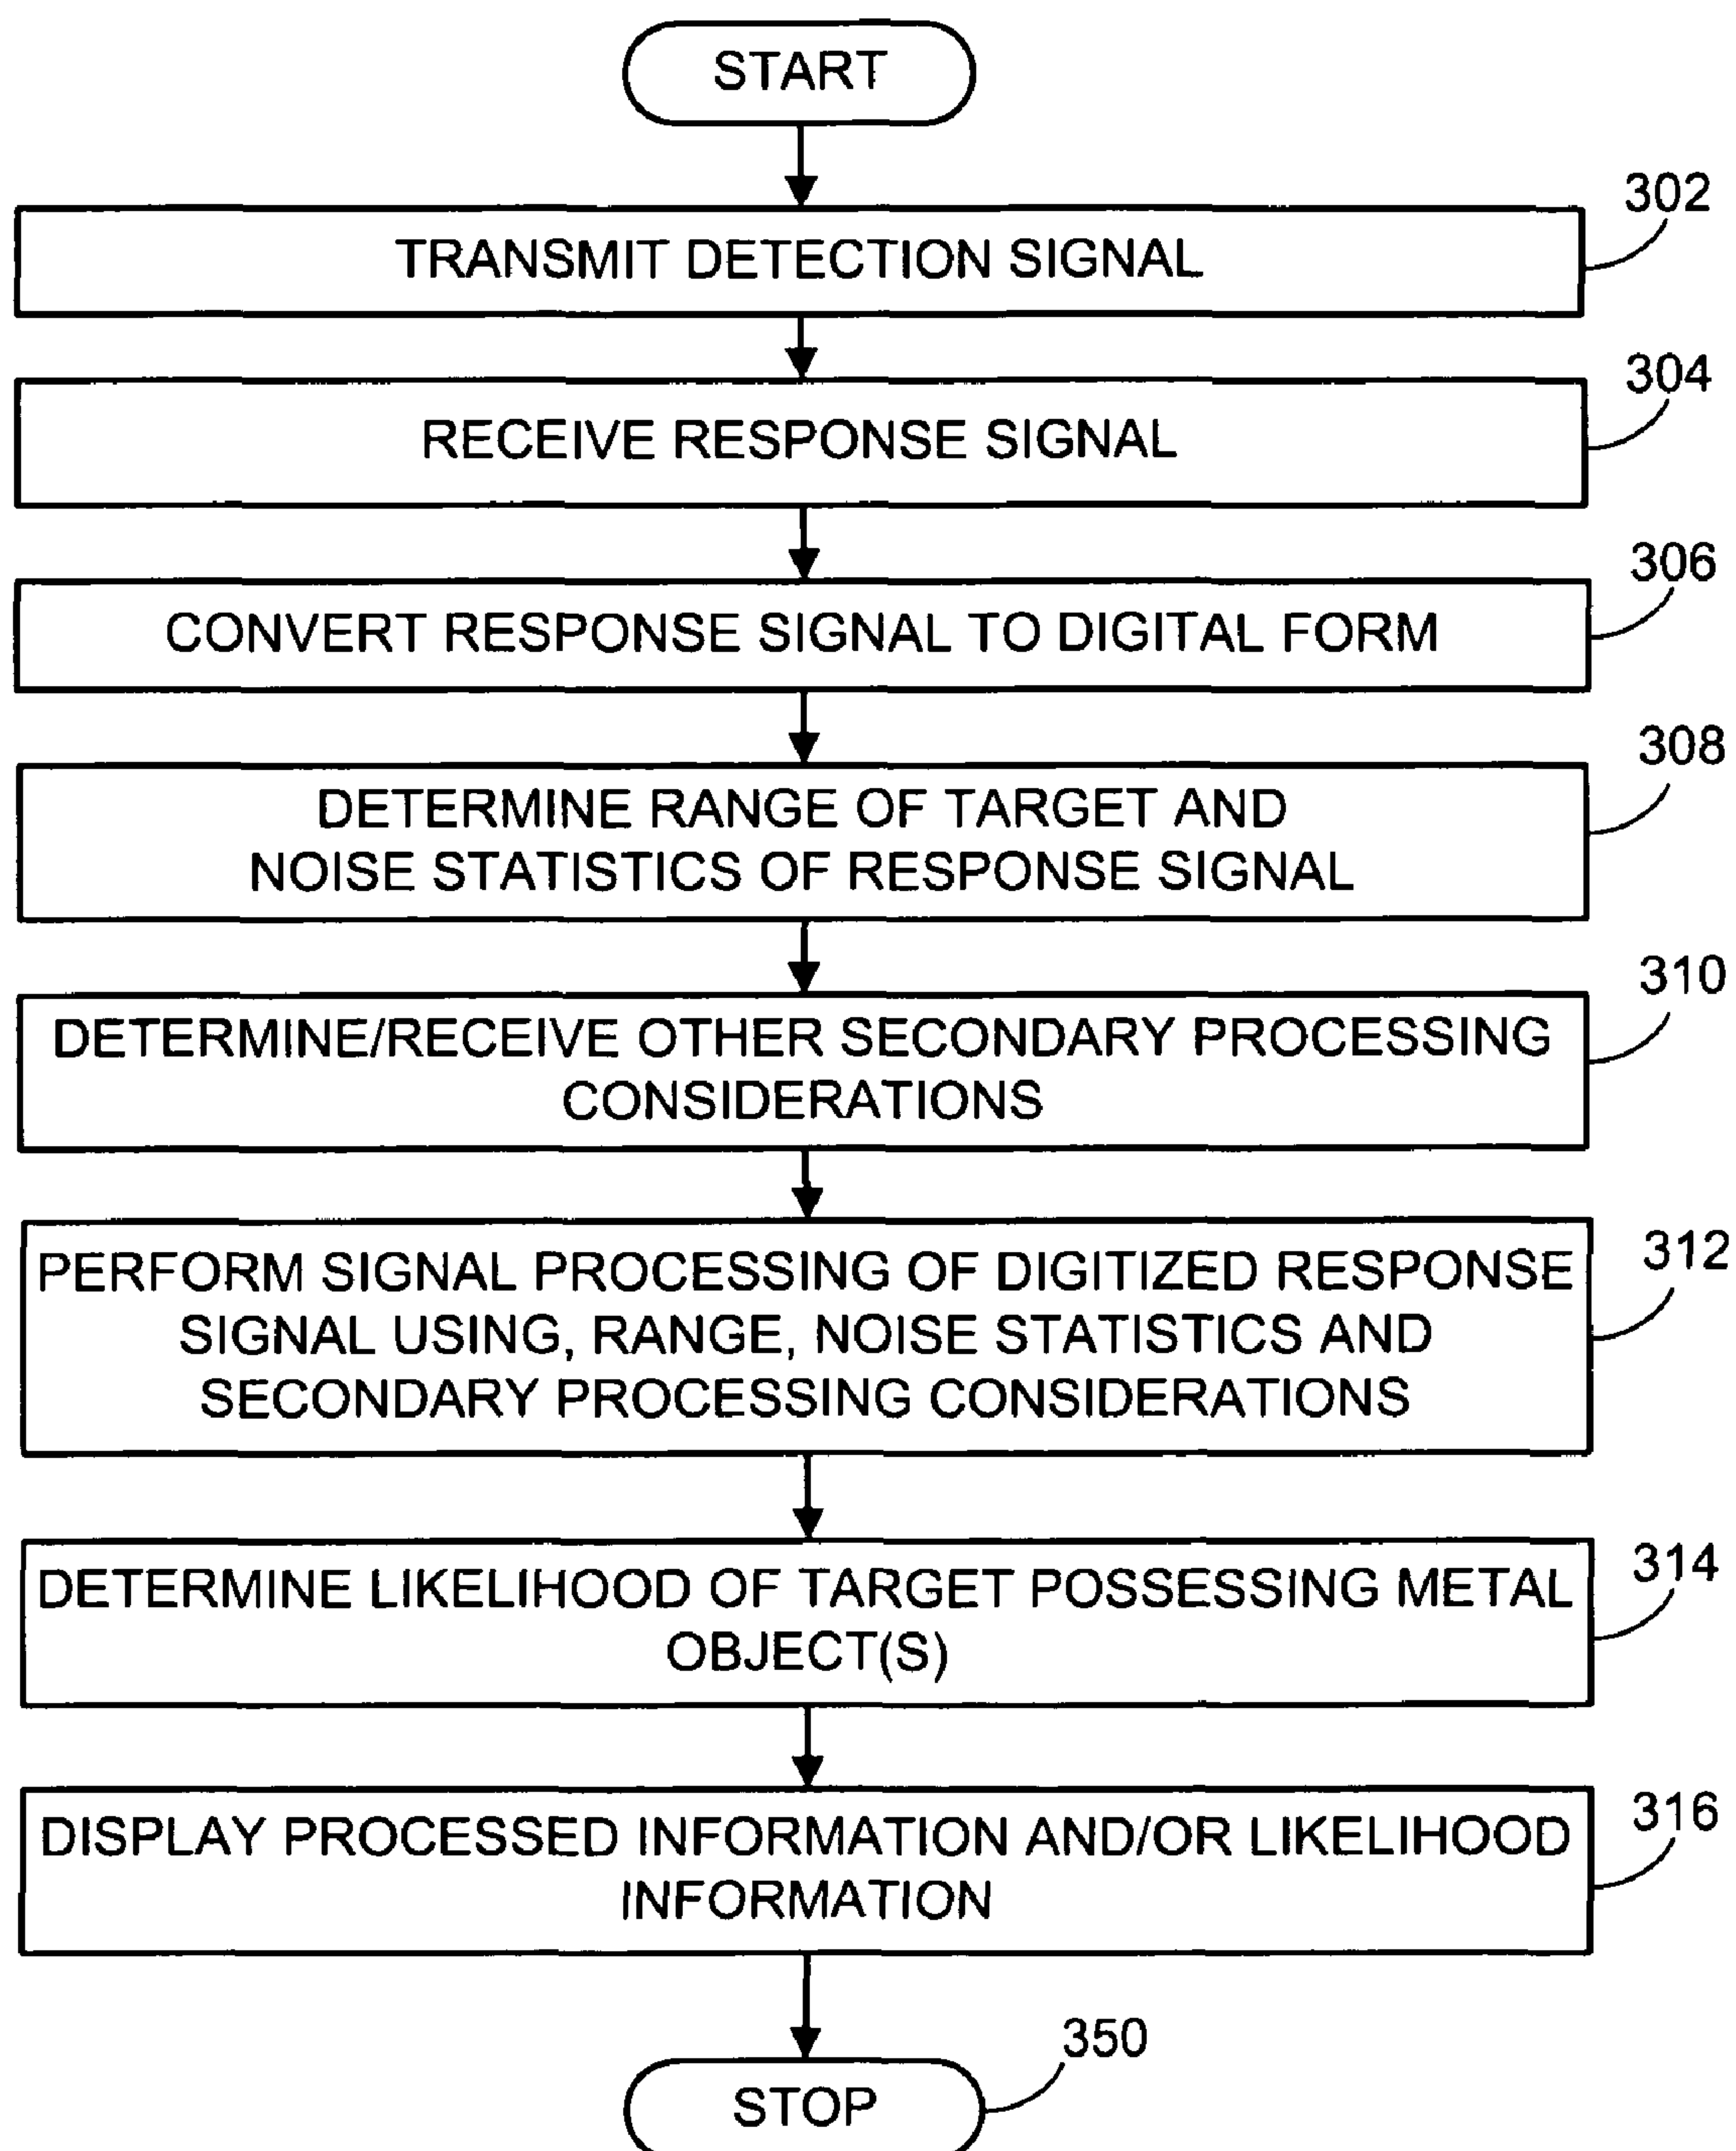 START
302
TRANSMIT DETECTION SIGNAL
304
RECEIVE RESPONSE SIGNAL
306
CONVERT RESPONSE SIGNAL TO DIGITAL FORM
308
DETERMINE RANGE OF TARGET AND
NOISE STATISTICS OF RESPONSE SIGNAL
310
DETERMINE/RECEIVE OTHER SECONDARY PROCESSING
CONSIDERATIONS
312
PERFORM SIGNAL PROCESSING OF DIGITIZED RESPONSE
SIGNAL USING, RANGE, NOISE STATISTICS AND
SECONDARY PROCESSING CONSIDERATIONS
314
DETERMINE LIKELIHOOD OF TARGET POSSESSING METAL
OBJECT(S)
316
DISPLAY PROCESSED INFORMATION AND/OR LIKELIHOOD
INFORMATION
350
STOP